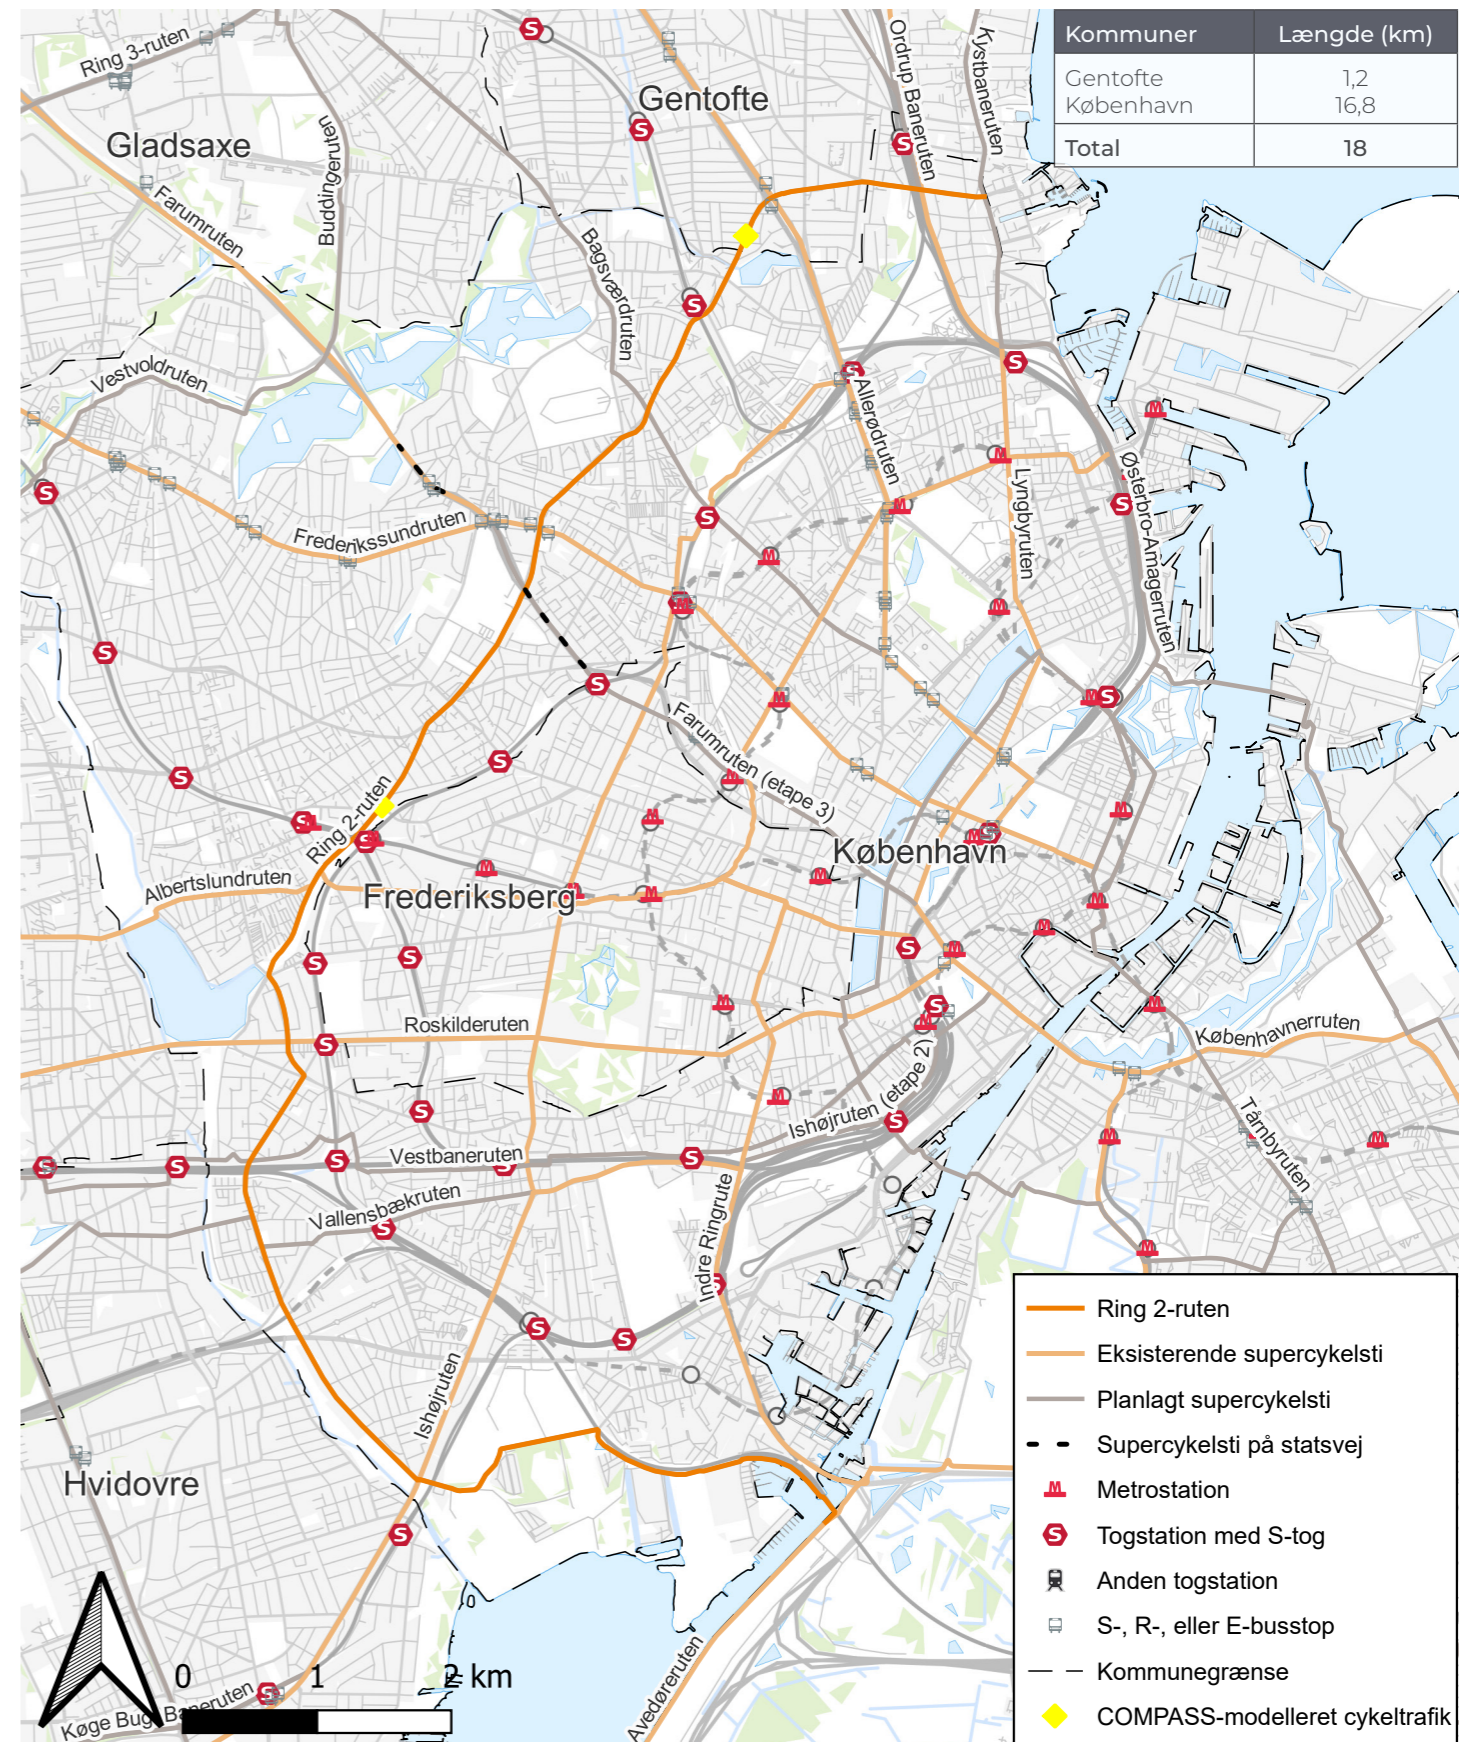 Kommuner Længde (km)
Gentofte 1,2
København 16,8
Total 18
Ring 3-ruten
Gladsaxe
Gentofte
Ordrup Baneruten
Kystbaneruten
Buddingeruten
Farumruten
Bagsværdruten
Vestvoldruten
Allerødruten
Frederikssundruten
Lyngbyruten
Østerbro-Amagerruten
Farumruten (etape 3)
Ring 2-ruten
København
Albertslundruten
Frederiksberg
Roskilderuten
Københavnerruten
Ishøjruten (etape 2)
Tårnbyruten
Vestbaneruten
Vallensbækruten
Indre Ringrute
Ishøjruten
Hvidovre
Avedøreruten
Køge Bugt Baneruten
0 1 2 km
Ring 2-ruten
Eksisterende supercykelsti
Planlagt supercykelsti
Supercykelsti på statsvej
Metrostation
Togstation med S-tog
Anden togstation
S-, R-, eller E-busstop
Kommunegrænse
COMPASS-modelleret cykeltrafik